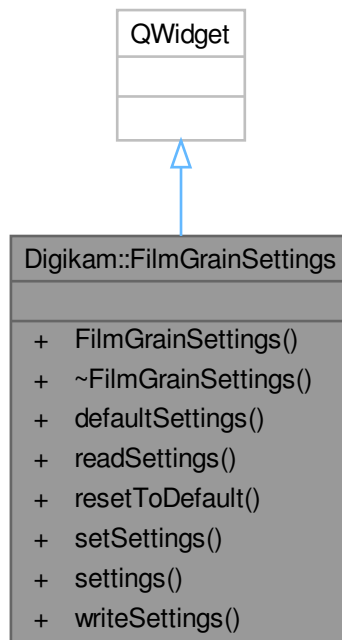 QWidget
Digikam::FilmGrainSettings
+ FilmGrainSettings()
+ ~FilmGrainSettings()
+ defaultSettings()
+ readSettings()
+ resetToDefault()
+ setSettings()
+ settings()
+ writeSettings()